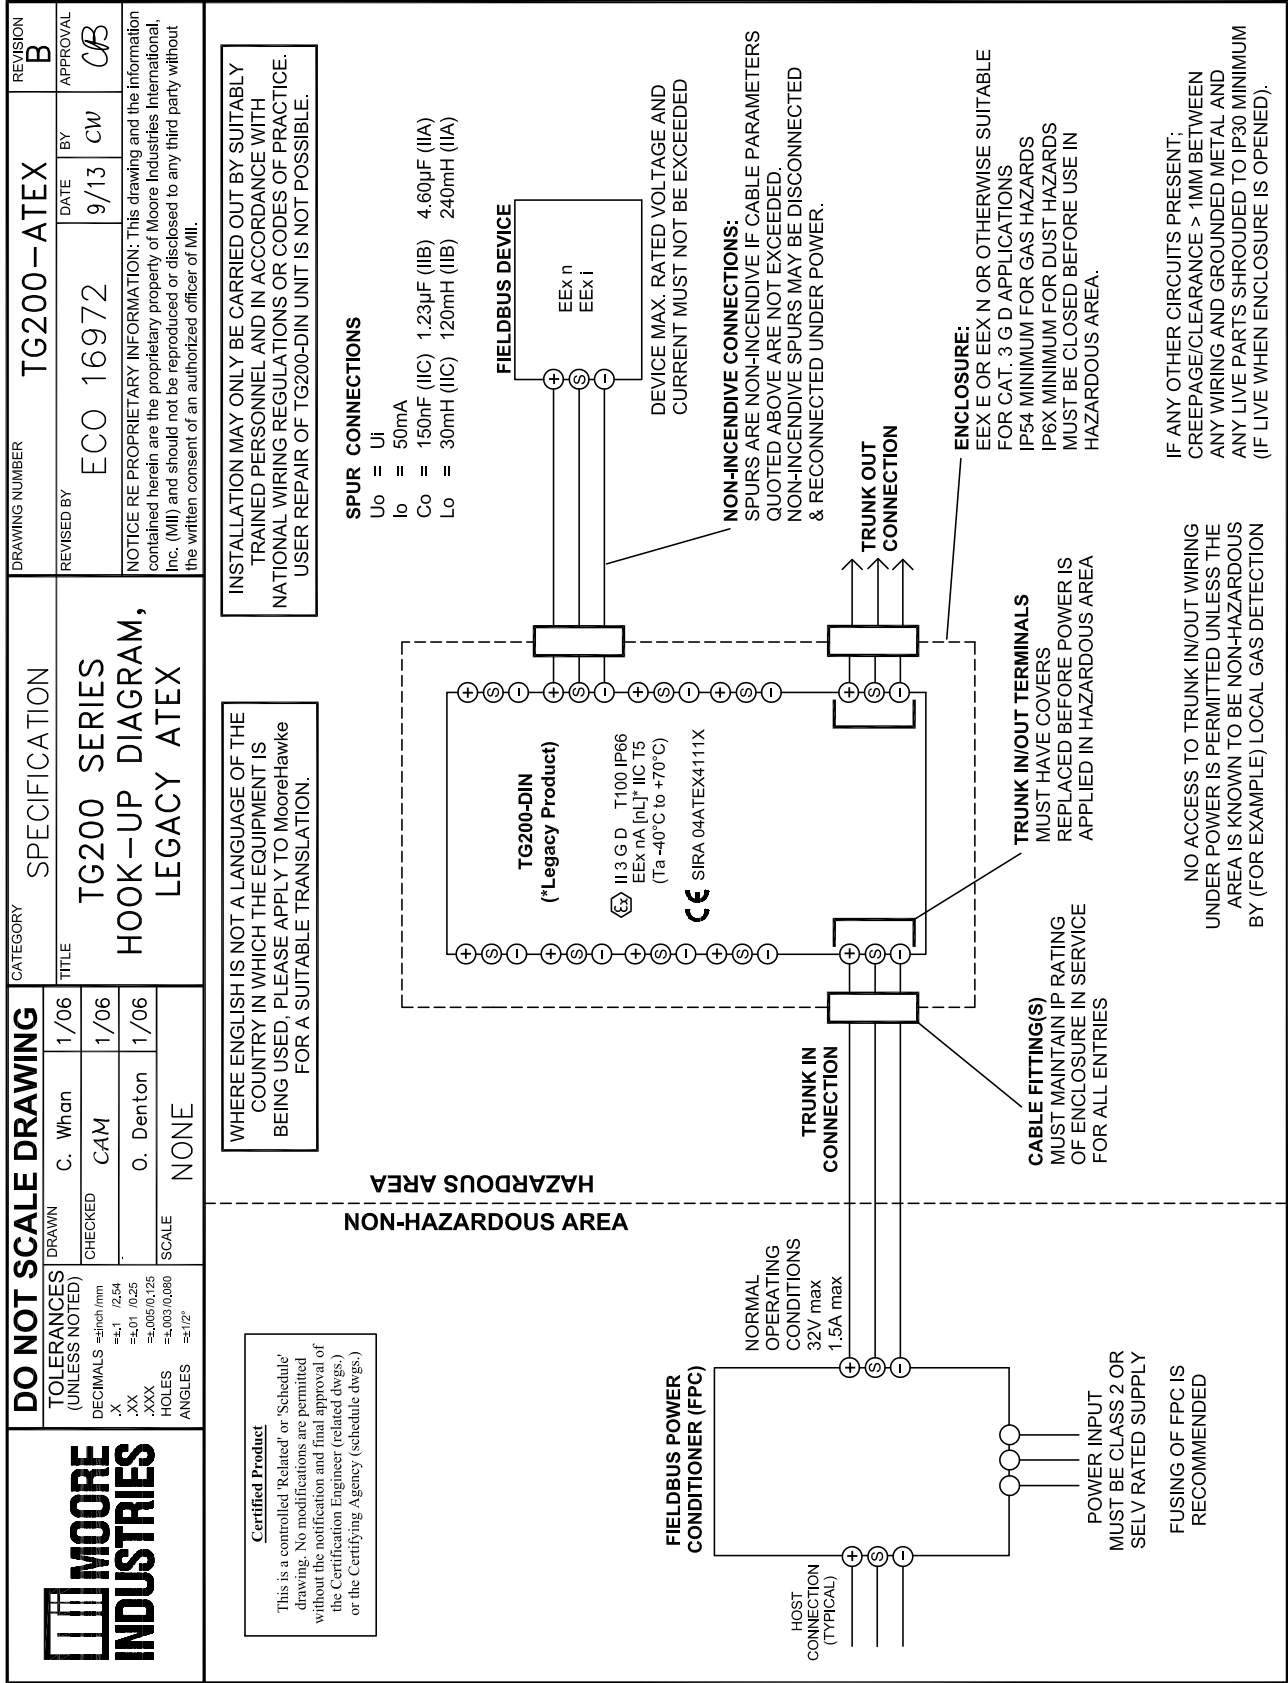 MOORE
INDUSTRIES
DO NOT SCALE DRAWING
TOLERANCES
(UNLESS NOTED)
DECIMALS =±inch/mm
.X =±.1 /2.54
.XX =±.01 /0.25
.XXX =±.005/0.125
HOLES =±.003/0.080
ANGLES =±1/2°
DRAWN
C. Whan 1/06
CHECKED
CAM 1/06
O. Denton 1/06
SCALE
NONE
CATEGORY
SPECIFICATION
TITLE
TG200 SERIES
HOOK-UP DIAGRAM,
LEGACY ATEX
DRAWING NUMBER
TG200-ATEX
REVISION
B
REVISED BY
ECO 16972
DATE
9/13
BY
CW
APPROVAL
CB
NOTICE RE PROPRIETARY INFORMATION: This drawing and the information
contained herein are the proprietary property of Moore Industries International,
Inc. (MII) and should not be reproduced or disclosed to any third party without
the written consent of an authorized officer of MII.
Certified Product
This is a controlled 'Related' or 'Schedule'
drawing. No modifications are permitted
without the notification and final approval of
the Certification Engineer (related dwgs.)
or the Certifying Agency (schedule dwgs.)
WHERE ENGLISH IS NOT A LANGUAGE OF THE
COUNTRY IN WHICH THE EQUIPMENT IS
BEING USED, PLEASE APPLY TO MooreHawke
FOR A SUITABLE TRANSLATION.
INSTALLATION MAY ONLY BE CARRIED OUT BY SUITABLY
TRAINED PERSONNEL AND IN ACCORDANCE WITH
NATIONAL WIRING REGULATIONS OR CODES OF PRACTICE.
USER REPAIR OF TG200-DIN UNIT IS NOT POSSIBLE.
NON-HAZARDOUS AREA
HAZARDOUS AREA
SPUR CONNECTIONS
Uo = Ui
Io = 50mA
Co = 150nF (IIC) 1.23µF (IIB) 4.60µF (IIA)
Lo = 30mH (IIC) 120mH (IIB) 240mH (IIA)
FIELDBUS DEVICE
EEx n
EEx i
+
S
-
DEVICE MAX. RATED VOLTAGE AND
CURRENT MUST NOT BE EXCEEDED
NON-INCENDIVE CONNECTIONS:
SPURS ARE NON-INCENDIVE IF CABLE PARAMETERS
QUOTED ABOVE ARE NOT EXCEEDED.
NON-INCENDIVE SPURS MAY BE DISCONNECTED
& RECONNECTED UNDER POWER.
+ S - + S - + S - + S -
+ S - + S - + S - + S -
TG200-DIN
(*Legacy Product)
Ex II 3 G D T100 IP66
EEx nA [nL]* IIC T5
(Ta -40°C to +70°C)
CE SIRA 04ATEX4111X
+ S -
+ S -
TRUNK IN
CONNECTION
TRUNK OUT
CONNECTION
FIELDBUS POWER
CONDITIONER (FPC)
NORMAL
OPERATING
CONDITIONS
32V max
1.5A max
+ S -
+ S -
HOST
CONNECTION
(TYPICAL)
POWER INPUT
MUST BE CLASS 2 OR
SELV RATED SUPPLY
FUSING OF FPC IS
RECOMMENDED
CABLE FITTING(S)
MUST MAINTAIN IP RATING
OF ENCLOSURE IN SERVICE
FOR ALL ENTRIES
TRUNK IN/OUT TERMINALS
MUST HAVE COVERS
REPLACED BEFORE POWER IS
APPLIED IN HAZARDOUS AREA
ENCLOSURE:
EEX E OR EEX N OR OTHERWISE SUITABLE
FOR CAT. 3 G D APPLICATIONS
IP54 MINIMUM FOR GAS HAZARDS
IP6X MINIMUM FOR DUST HAZARDS
MUST BE CLOSED BEFORE USE IN
HAZARDOUS AREA.
NO ACCESS TO TRUNK IN/OUT WIRING
UNDER POWER IS PERMITTED UNLESS THE
AREA IS KNOWN TO BE NON-HAZARDOUS
BY (FOR EXAMPLE) LOCAL GAS DETECTION
IF ANY OTHER CIRCUITS PRESENT;
CREEPAGE/CLEARANCE > 1MM BETWEEN
ANY WIRING AND GROUNDED METAL AND
ANY LIVE PARTS SHROUDED TO IP30 MINIMUM
(IF LIVE WHEN ENCLOSURE IS OPENED).